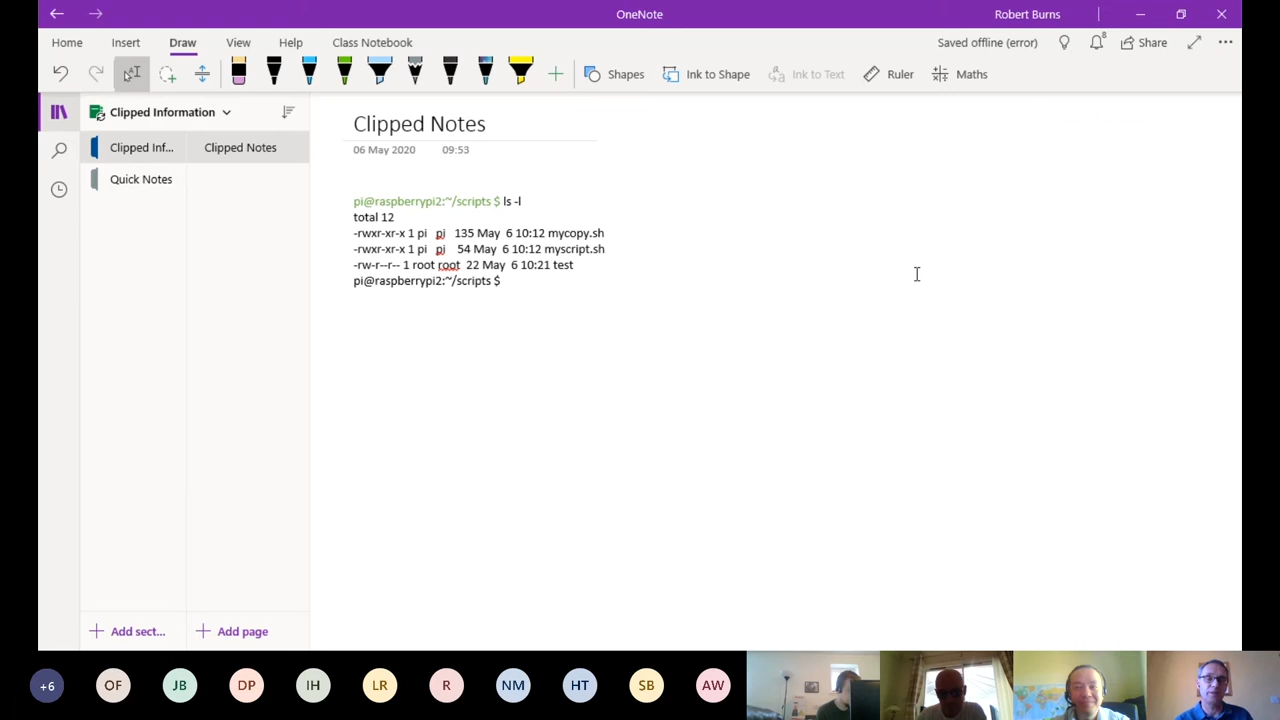 OneNote
Robert Burns
Home Insert Draw View Help Class Notebook
Saved offline (error)
8
Share
Shapes
Ink to Shape
Ink to Text
Ruler
Maths
Clipped Information
Clipped Inf...
Quick Notes
Clipped Notes
Clipped Notes
06 May 2020 09:53
pi@raspberrypi2:~/scripts $ ls -l
total 12
-rwxr-xr-x 1 pi pi 135 May 6 10:12 mycopy.sh
-rwxr-xr-x 1 pi pi 54 May 6 10:12 myscript.sh
-rw-r--r-- 1 root root 22 May 6 10:21 test
pi@raspberrypi2:~/scripts $
Add sect...
Add page
+6 OF JB DP IH LR R NM HT SB AW